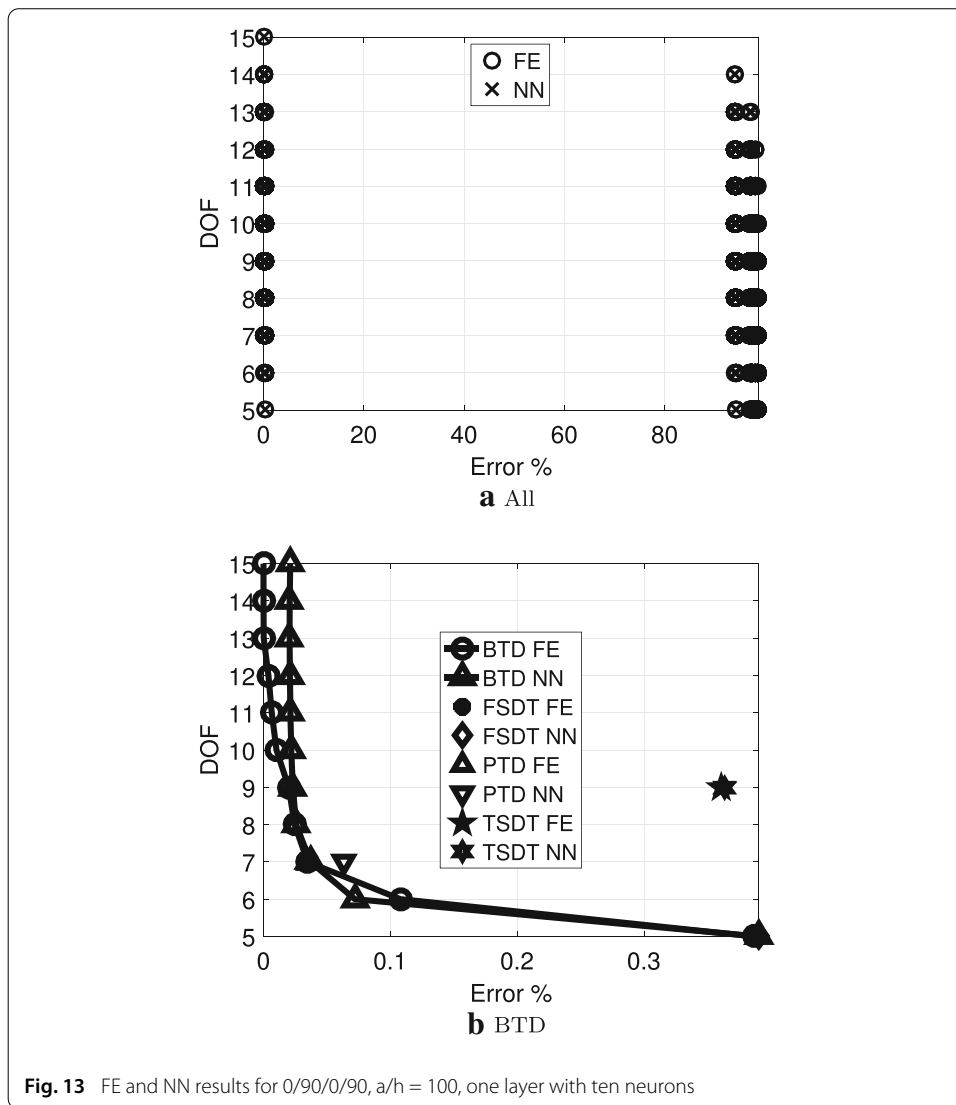 15
14
13
12
11
10
9
8
7
6
5
DOF
FE
NN
0 20 40 60 80
Error %
a All
15
14
13
12
11
10
9
8
7
6
5
DOF
BTD FE
BTD NN
FSDT FE
FSDT NN
PTD FE
PTD NN
TSDT FE
TSDT NN
0 0.1 0.2 0.3
Error %
b BTD
Fig. 13 FE and NN results for 0/90/0/90, a/h = 100, one layer with ten neurons